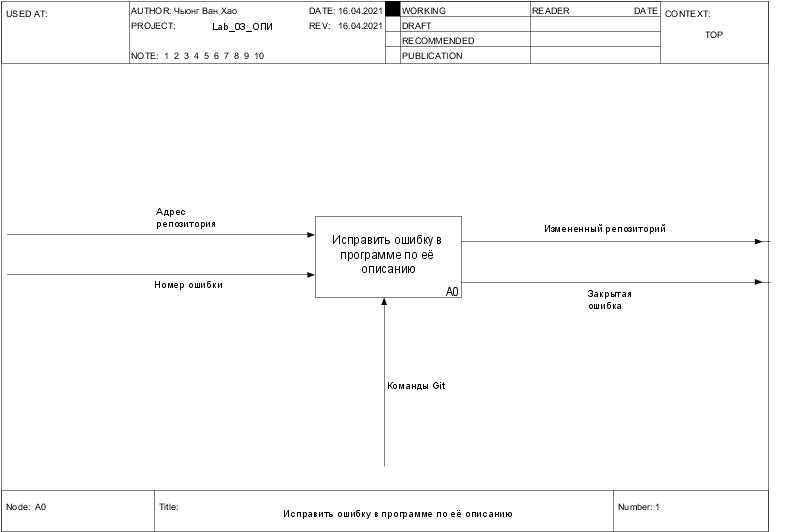 USED AT:
AUTHOR: Чыонг Ван Хао
DATE: 16.04.2021
WORKING
READER
DATE
CONTEXT:
PROJECT: Lab_03_ОПИ
REV: 16.04.2021
DRAFT
RECOMMENDED
TOP
NOTE: 1 2 3 4 5 6 7 8 9 10
PUBLICATION
Адрес
репозитория
Номер ошибки
Исправить ошибку в
программе по её
описанию
A0
Измененный репозиторий
Закрытая
ошибка
Команды Git
Node: A0
Title:
Исправить ошибку в программе по её описанию
Number: 1